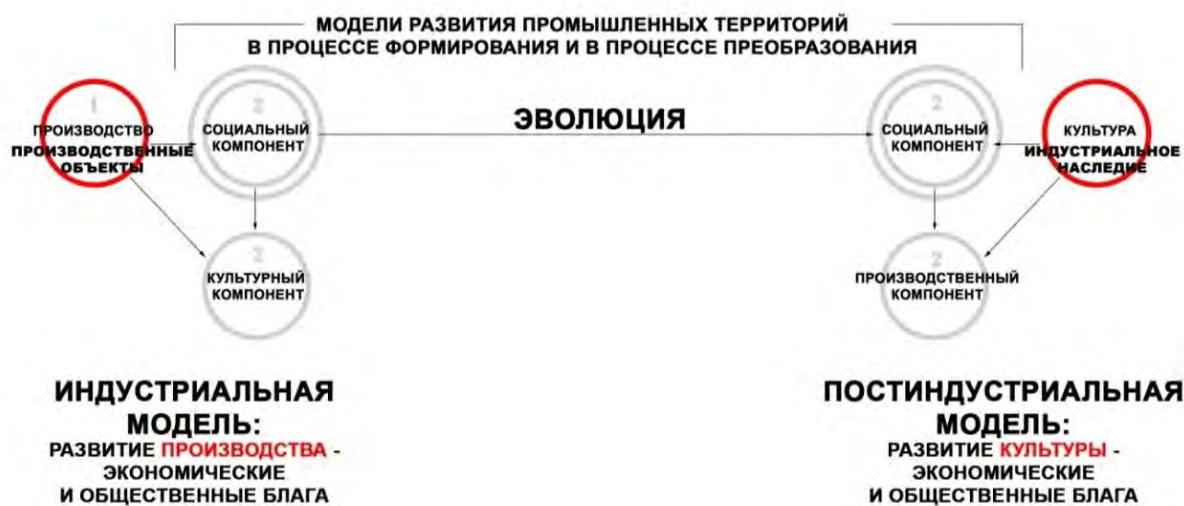 МОДЕЛИ РАЗВИТИЯ ПРОМЫШЛЕННЫХ ТЕРРИТОРИЙ
В ПРОЦЕССЕ ФОРМИРОВАНИЯ И В ПРОЦЕССЕ ПРЕОБРАЗОВАНИЯ
1
ПРОИЗВОДСТВО
ПРОИЗВОДСТВЕННЫЕ
ОБЪЕКТЫ
2
СОЦИАЛЬНЫЙ
КОМПОНЕНТ
ЭВОЛЮЦИЯ
2
СОЦИАЛЬНЫЙ
КОМПОНЕНТ
КУЛЬТУРА
ИНДУСТРИАЛЬНОЕ
НАСЛЕДИЕ
2
КУЛЬТУРНЫЙ
КОМПОНЕНТ
2
ПРОИЗВОДСТВЕННЫЙ
КОМПОНЕНТ
ИНДУСТРИАЛЬНАЯ
МОДЕЛЬ:
РАЗВИТИЕ ПРОИЗВОДСТВА -
ЭКОНОМИЧЕСКИЕ
И ОБЩЕСТВЕННЫЕ БЛАГА
ПОСТИНДУСТРИАЛЬНАЯ
МОДЕЛЬ:
РАЗВИТИЕ КУЛЬТУРЫ -
ЭКОНОМИЧЕСКИЕ
И ОБЩЕСТВЕННЫЕ БЛАГА